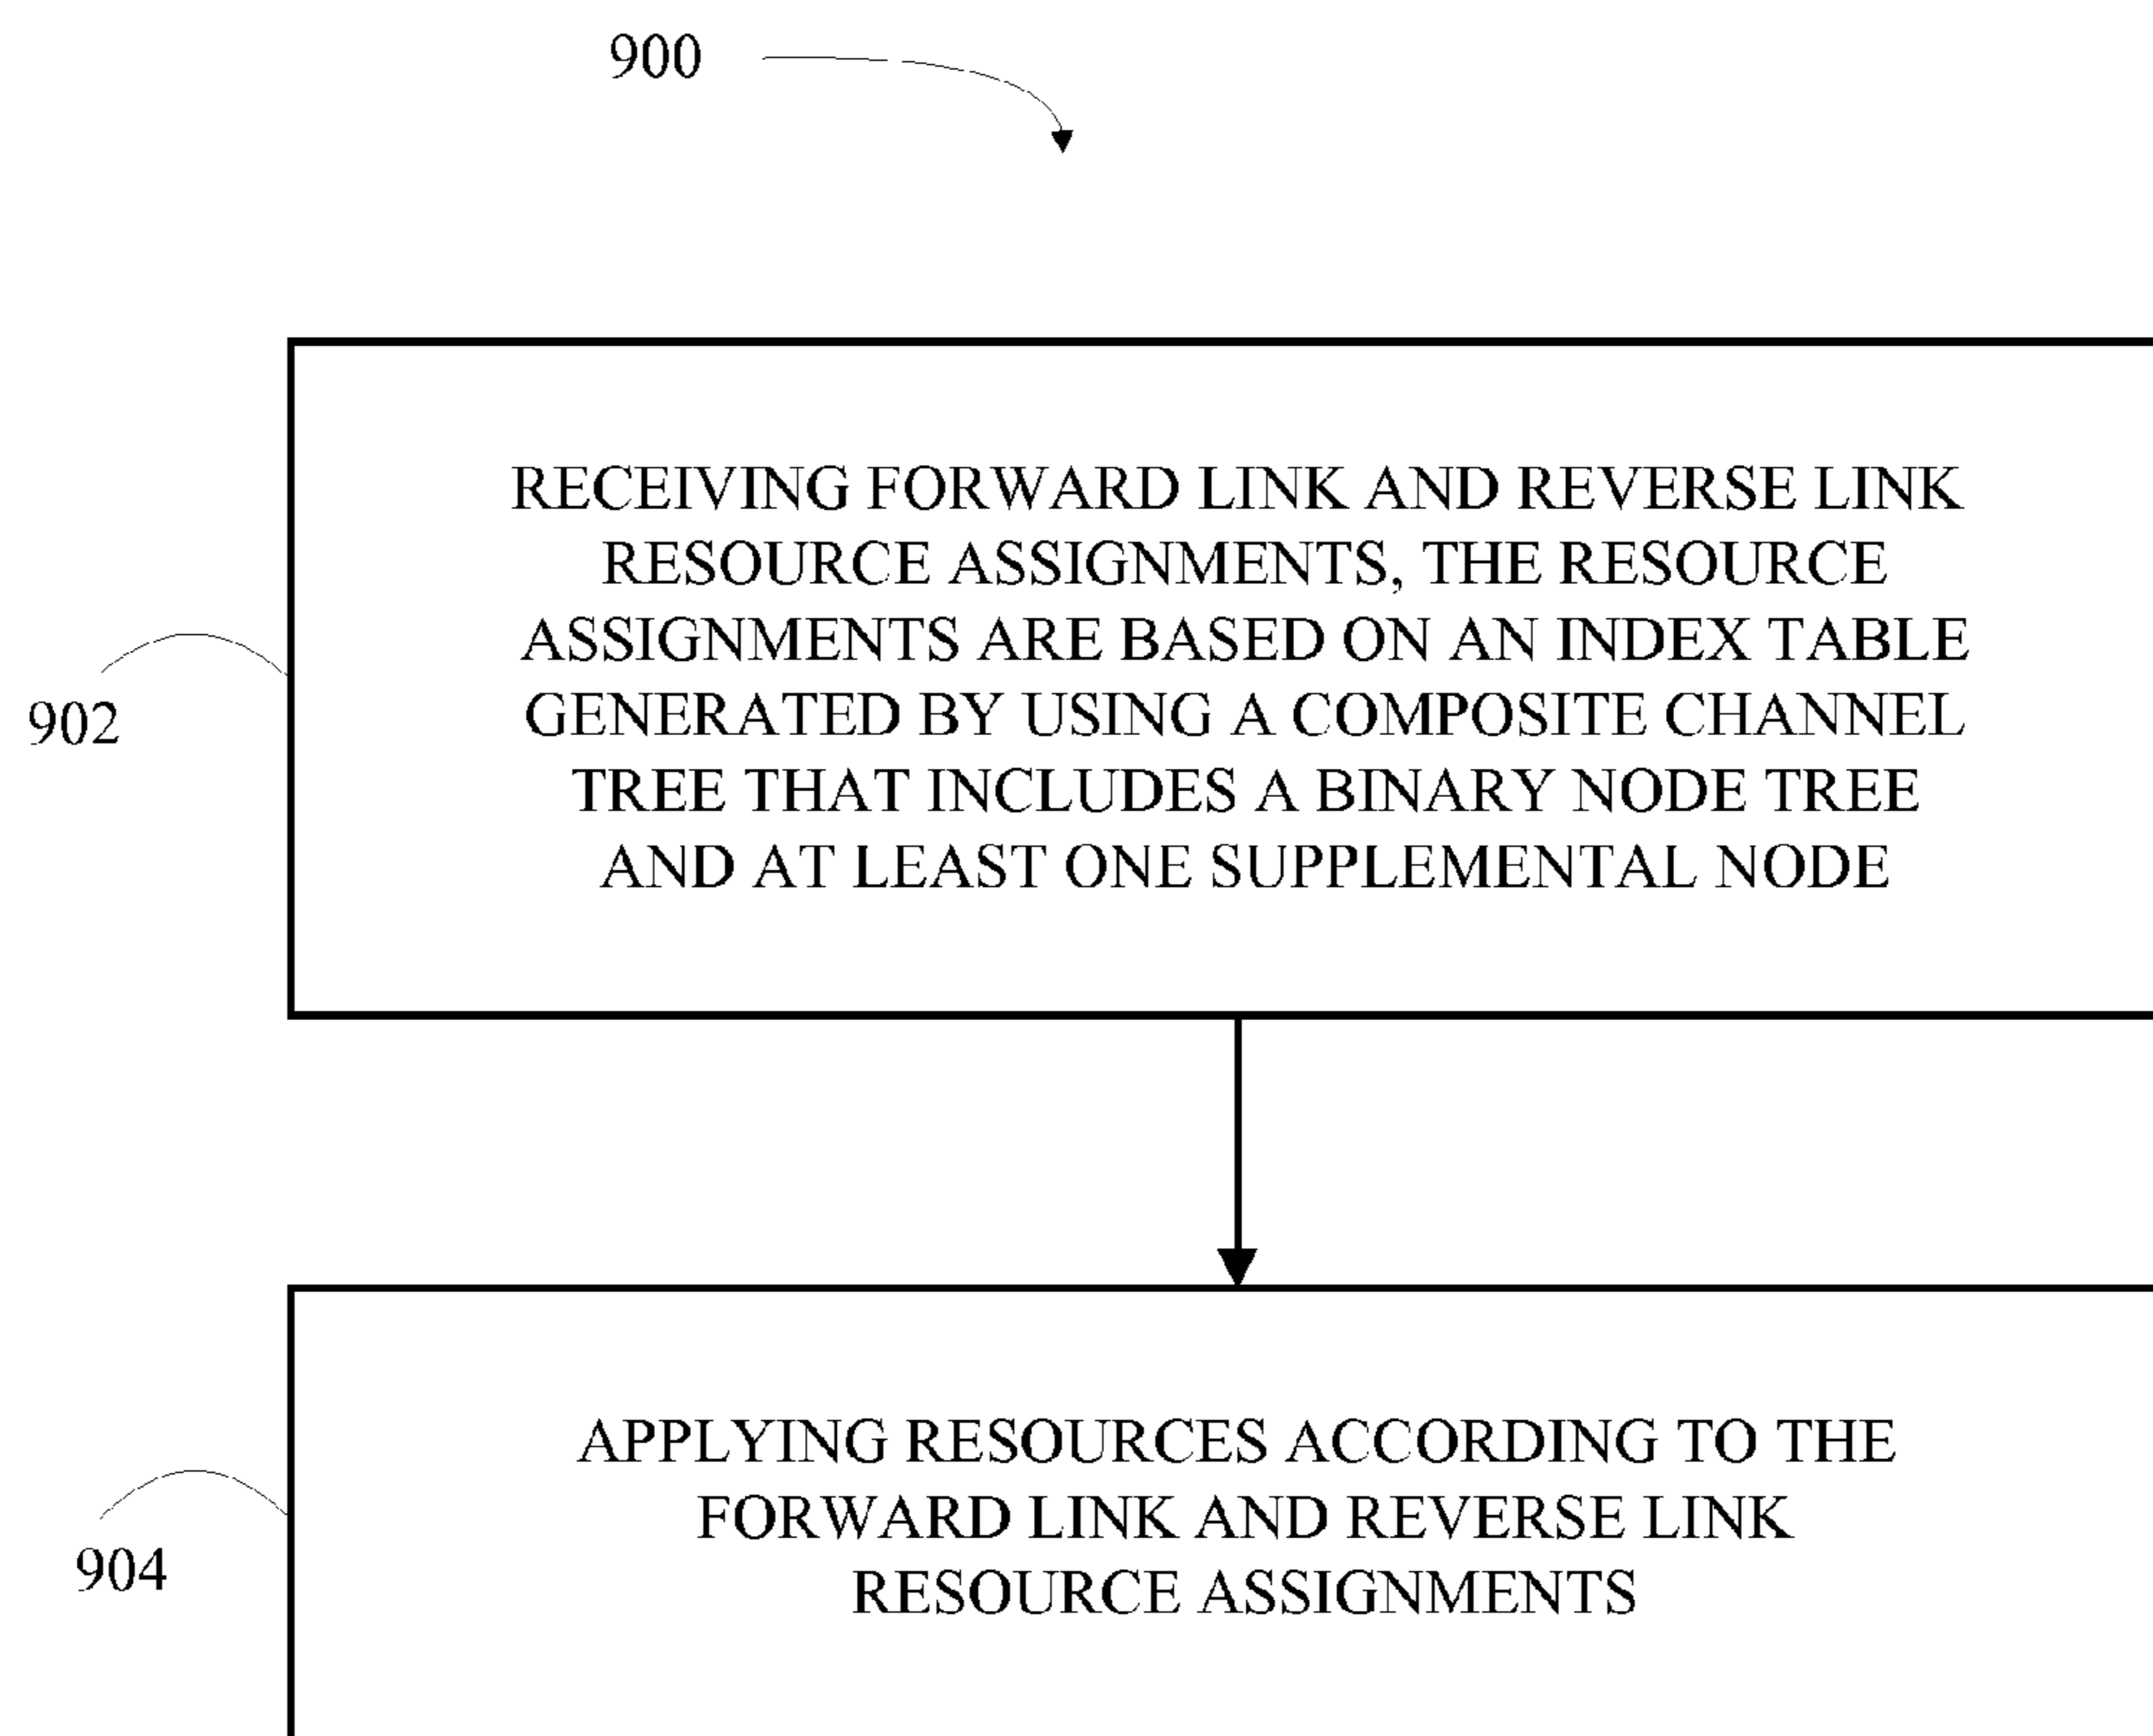 900
RECEIVING FORWARD LINK AND REVERSE LINK
RESOURCE ASSIGNMENTS, THE RESOURCE
ASSIGNMENTS ARE BASED ON AN INDEX TABLE
GENERATED BY USING A COMPOSITE CHANNEL
TREE THAT INCLUDES A BINARY NODE TREE
AND AT LEAST ONE SUPPLEMENTAL NODE
902
APPLYING RESOURCES ACCORDING TO THE
FORWARD LINK AND REVERSE LINK
RESOURCE ASSIGNMENTS
904